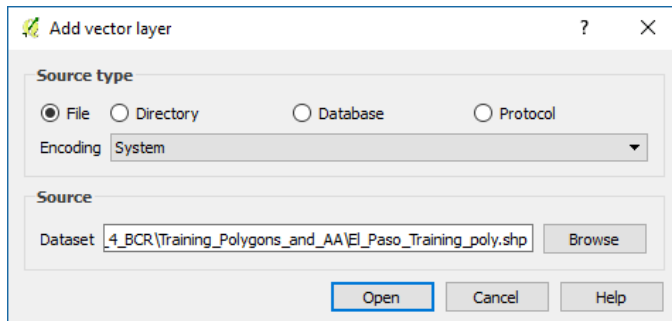 Add vector layer ?
Source type
File Directory Database Protocol
Encoding System
Source
Dataset _4_BCR\Training_Polygons_and_AA\El_Paso_Training_poly.shp Browse
Open Cancel Help